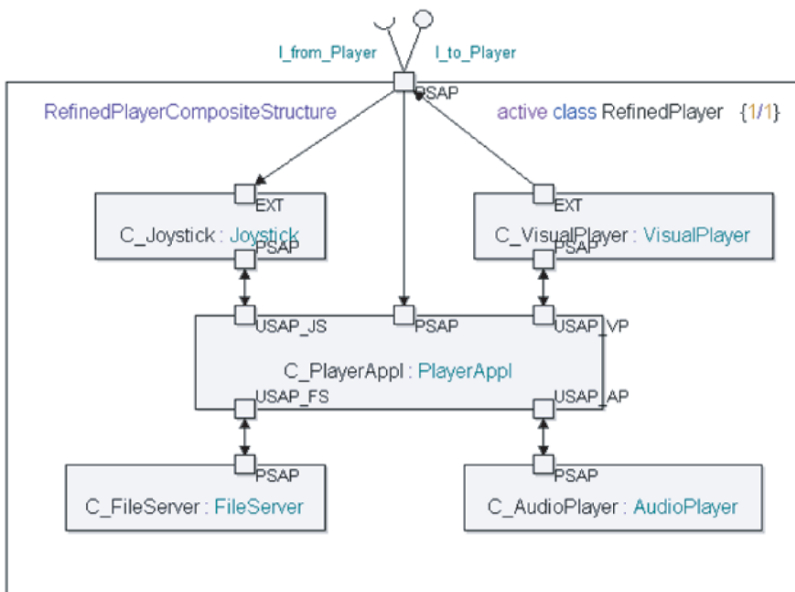 I_from_Player I_to_Player
PSAP
RefinedPlayerCompositeStructure active class RefinedPlayer {1/1}
EXT EXT
C_Joystick : Joystick C_VisualPlayer : VisualPlayer
PSAP PSAP
USAP_JS PSAP USAP_VP
C_PlayerAppl : PlayerAppl
USAP_FS USAP_AP
PSAP PSAP
C_FileServer : FileServer C_AudioPlayer : AudioPlayer